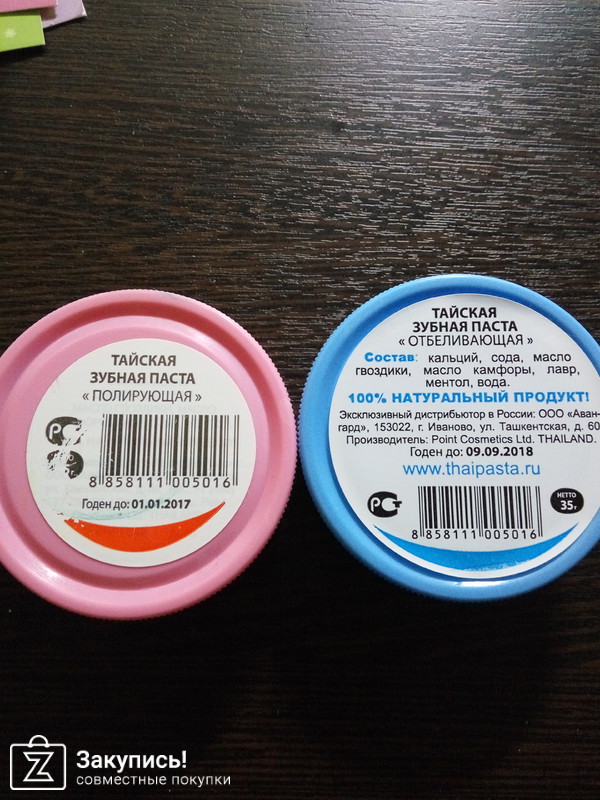 ТАЙСКАЯ
ЗУБНАЯ ПАСТА
« ПОЛИРУЮЩАЯ »
РСТ
8 858111 005016
Годен до: 01.01.2017
ТАЙСКАЯ
ЗУБНАЯ ПАСТА
« ОТБЕЛИВАЮЩАЯ »
Состав: кальций, сода, масло
гвоздики, масло камфоры, лавр,
ментол, вода.
100% НАТУРАЛЬНЫЙ ПРОДУКТ!
Эксклюзивный дистрибьютор в России: ООО «Аван-
гард», 153022, г. Иваново, ул. Ташкентская, д. 60
Производитель: Point Cosmetics Ltd. THAILAND.
Годен до: 09.09.2018
www.thaipasta.ru
РСТ
НЕТТО
35г
8 858111 005016
Закупись!
совместные покупки